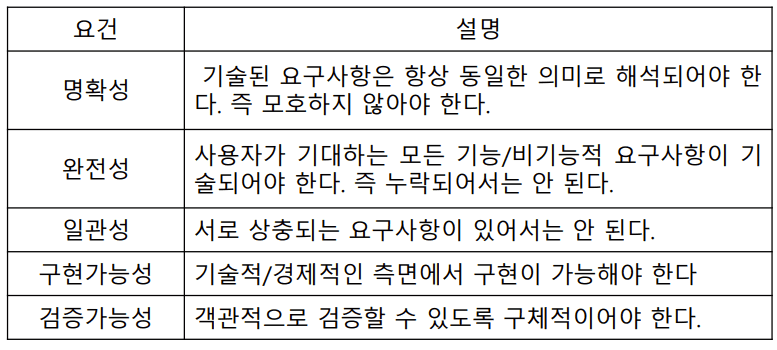 요건 설명
명확성 기술된 요구사항은 항상 동일한 의미로 해석되어야 한
다. 즉 모호하지 않아야 한다.
완전성 사용자가 기대하는 모든 기능/비기능적 요구사항이 기
술되어야 한다. 즉 누락되어서는 안 된다.
일관성 서로 상충되는 요구사항이 있어서는 안 된다.
구현가능성 기술적/경제적인 측면에서 구현이 가능해야 한다
검증가능성 객관적으로 검증할 수 있도록 구체적이어야 한다.